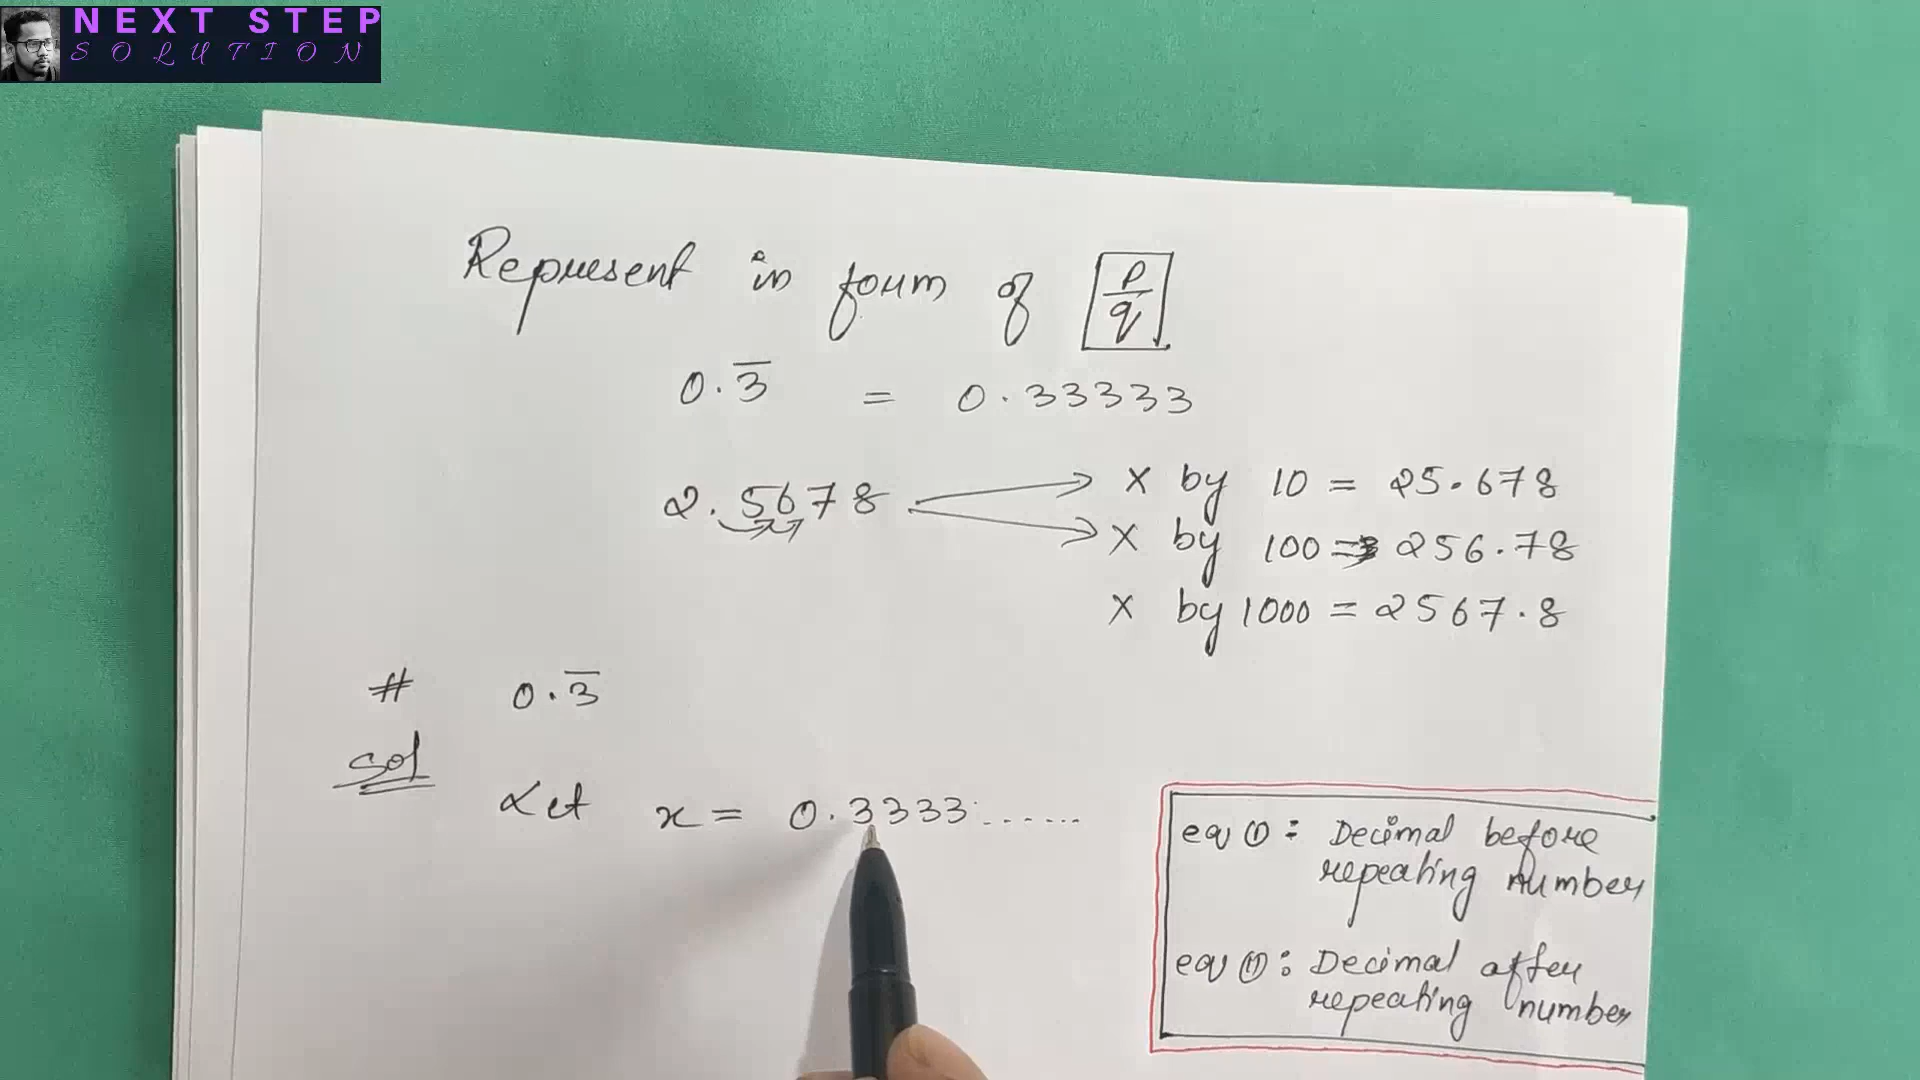 NEXT STEP
SOLUTION
Represent in form of p/q
0.3̅ = 0.33333
2.5678
X by 10 = 25.678
X by 100 = 256.78
X by 1000 = 2567.8
# 0.3̅
Sol
Let x = 0.3333.......
eq ①: Decimal before
repeating number
eq ⑪: Decimal after
repeating number